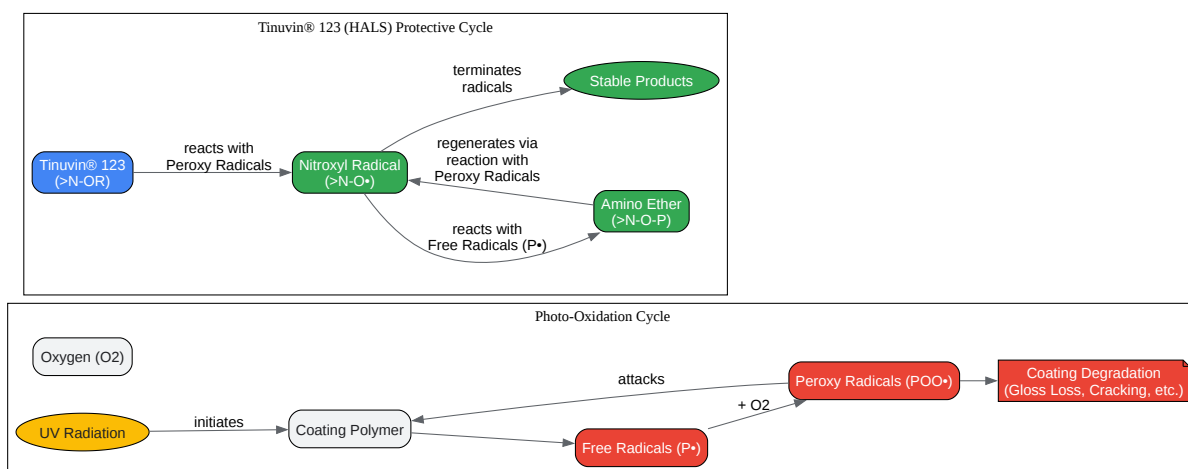 Tinuvin® 123 (HALS) Protective Cycle
terminates
radicals
Stable Products
reacts with
Peroxy Radicals
regenerates via
reaction with
Peroxy Radicals
Tinuvin® 123
(>N-OR)
Nitroxyl Radical
(>N-O•)
Amino Ether
(>N-O-P)
reacts with
Free Radicals (P•)
Photo-Oxidation Cycle
Oxygen (O2)
attacks
Peroxy Radicals (POO•)
Coating Degradation
(Gloss Loss, Cracking, etc.)
+ O2
UV Radiation
initiates
Coating Polymer
Free Radicals (P•)